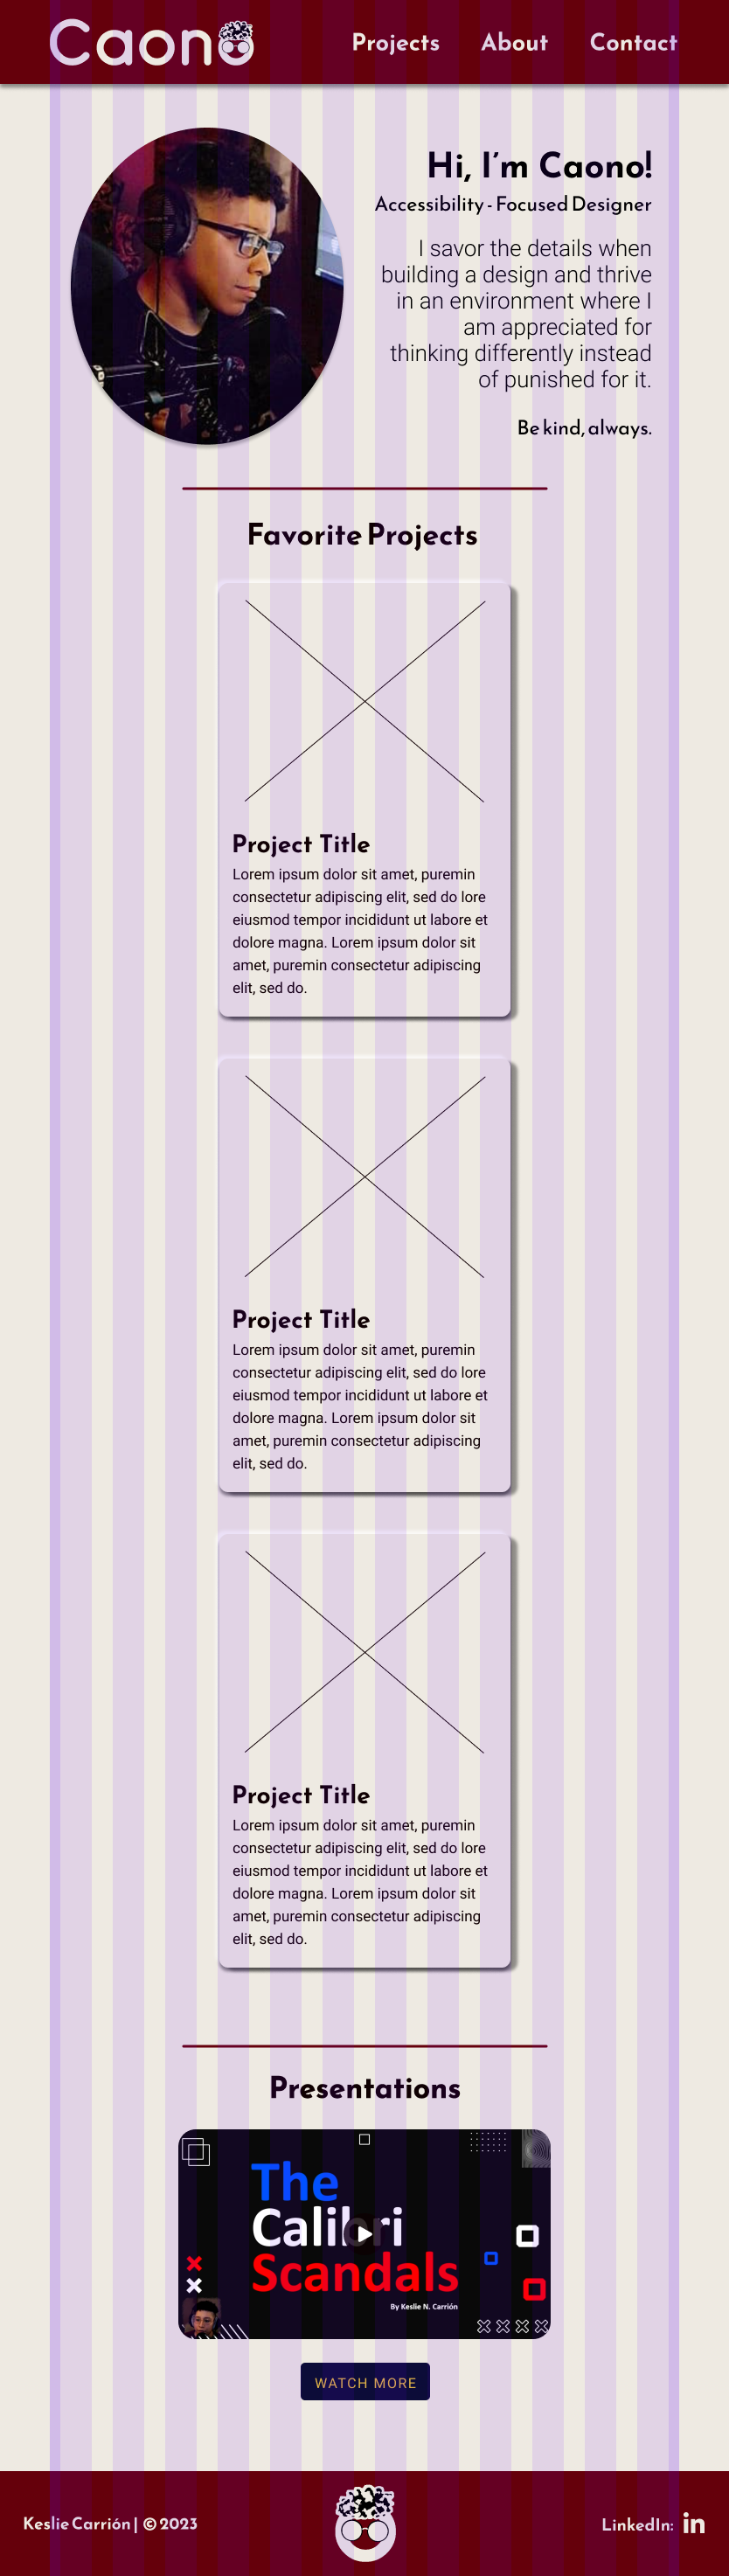 Caono
Projects About Contact
Hi, I'm Caono!
Accessibility - Focused Designer
I savor the details when
building a design and thrive
in an environment where I
am appreciated for
thinking differently instead
of punished for it.
Be kind, always.
Favorite Projects
Project Title
Lorem ipsum dolor sit amet, puremin
consectetur adipiscing elit, sed do lore
eiusmod tempor incididunt ut labore et
dolore magna. Lorem ipsum dolor sit
amet, puremin consectetur adipiscing
elit, sed do.
Project Title
Lorem ipsum dolor sit amet, puremin
consectetur adipiscing elit, sed do lore
eiusmod tempor incididunt ut labore et
dolore magna. Lorem ipsum dolor sit
amet, puremin consectetur adipiscing
elit, sed do.
Project Title
Lorem ipsum dolor sit amet, puremin
consectetur adipiscing elit, sed do lore
eiusmod tempor incididunt ut labore et
dolore magna. Lorem ipsum dolor sit
amet, puremin consectetur adipiscing
elit, sed do.
Presentations
The
Calibri
Scandals
By Keslie N. Carrión
WATCH MORE
Keslie Carrión | © 2023
LinkedIn: in